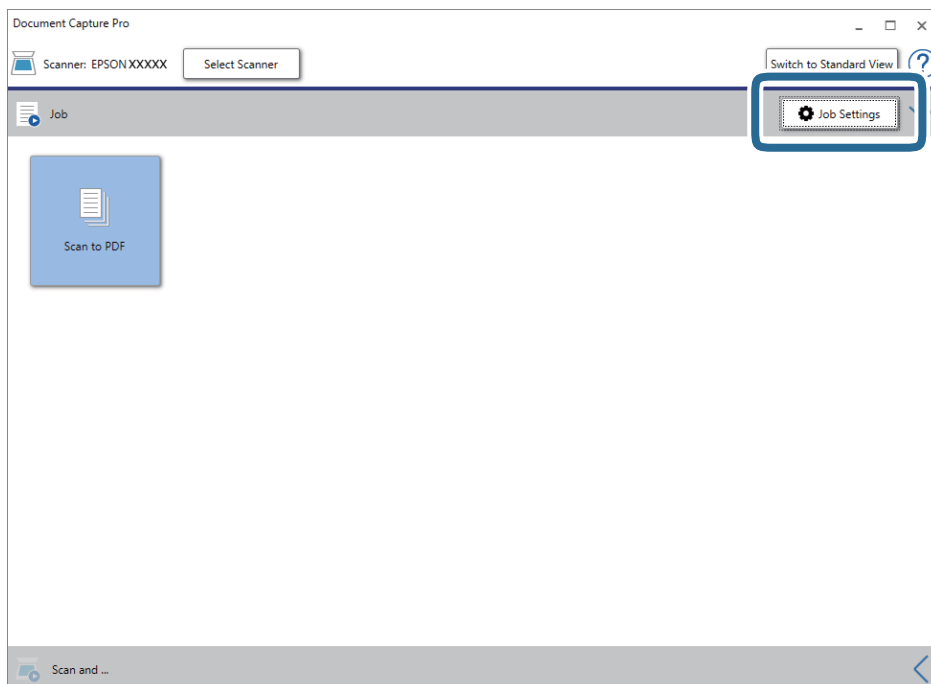 Document Capture Pro
Scanner: EPSON XXXXX Select Scanner Switch to Standard View ?
Job Job Settings
Scan to PDF
Scan and ...